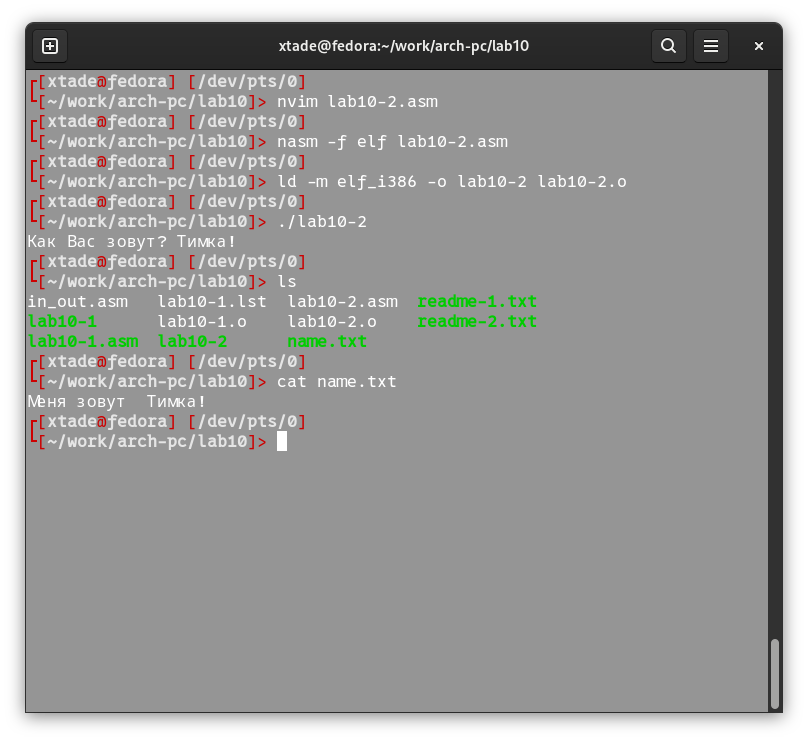 xtade@fedora:~/work/arch-pc/lab10
[xtade@fedora] [/dev/pts/0]
[~/work/arch-pc/lab10]> nvim lab10-2.asm
[xtade@fedora] [/dev/pts/0]
[~/work/arch-pc/lab10]> nasm -f elf lab10-2.asm
[xtade@fedora] [/dev/pts/0]
[~/work/arch-pc/lab10]> ld -m elf_i386 -o lab10-2 lab10-2.o
[xtade@fedora] [/dev/pts/0]
[~/work/arch-pc/lab10]> ./lab10-2
Как Вас зовут? Тимка!
[xtade@fedora] [/dev/pts/0]
[~/work/arch-pc/lab10]> ls
in_out.asm   lab10-1.lst  lab10-2.asm  readme-1.txt
lab10-1      lab10-1.o    lab10-2.o    readme-2.txt
lab10-1.asm  lab10-2      name.txt
[xtade@fedora] [/dev/pts/0]
[~/work/arch-pc/lab10]> cat name.txt
Меня зовут  Тимка!
[xtade@fedora] [/dev/pts/0]
[~/work/arch-pc/lab10]>